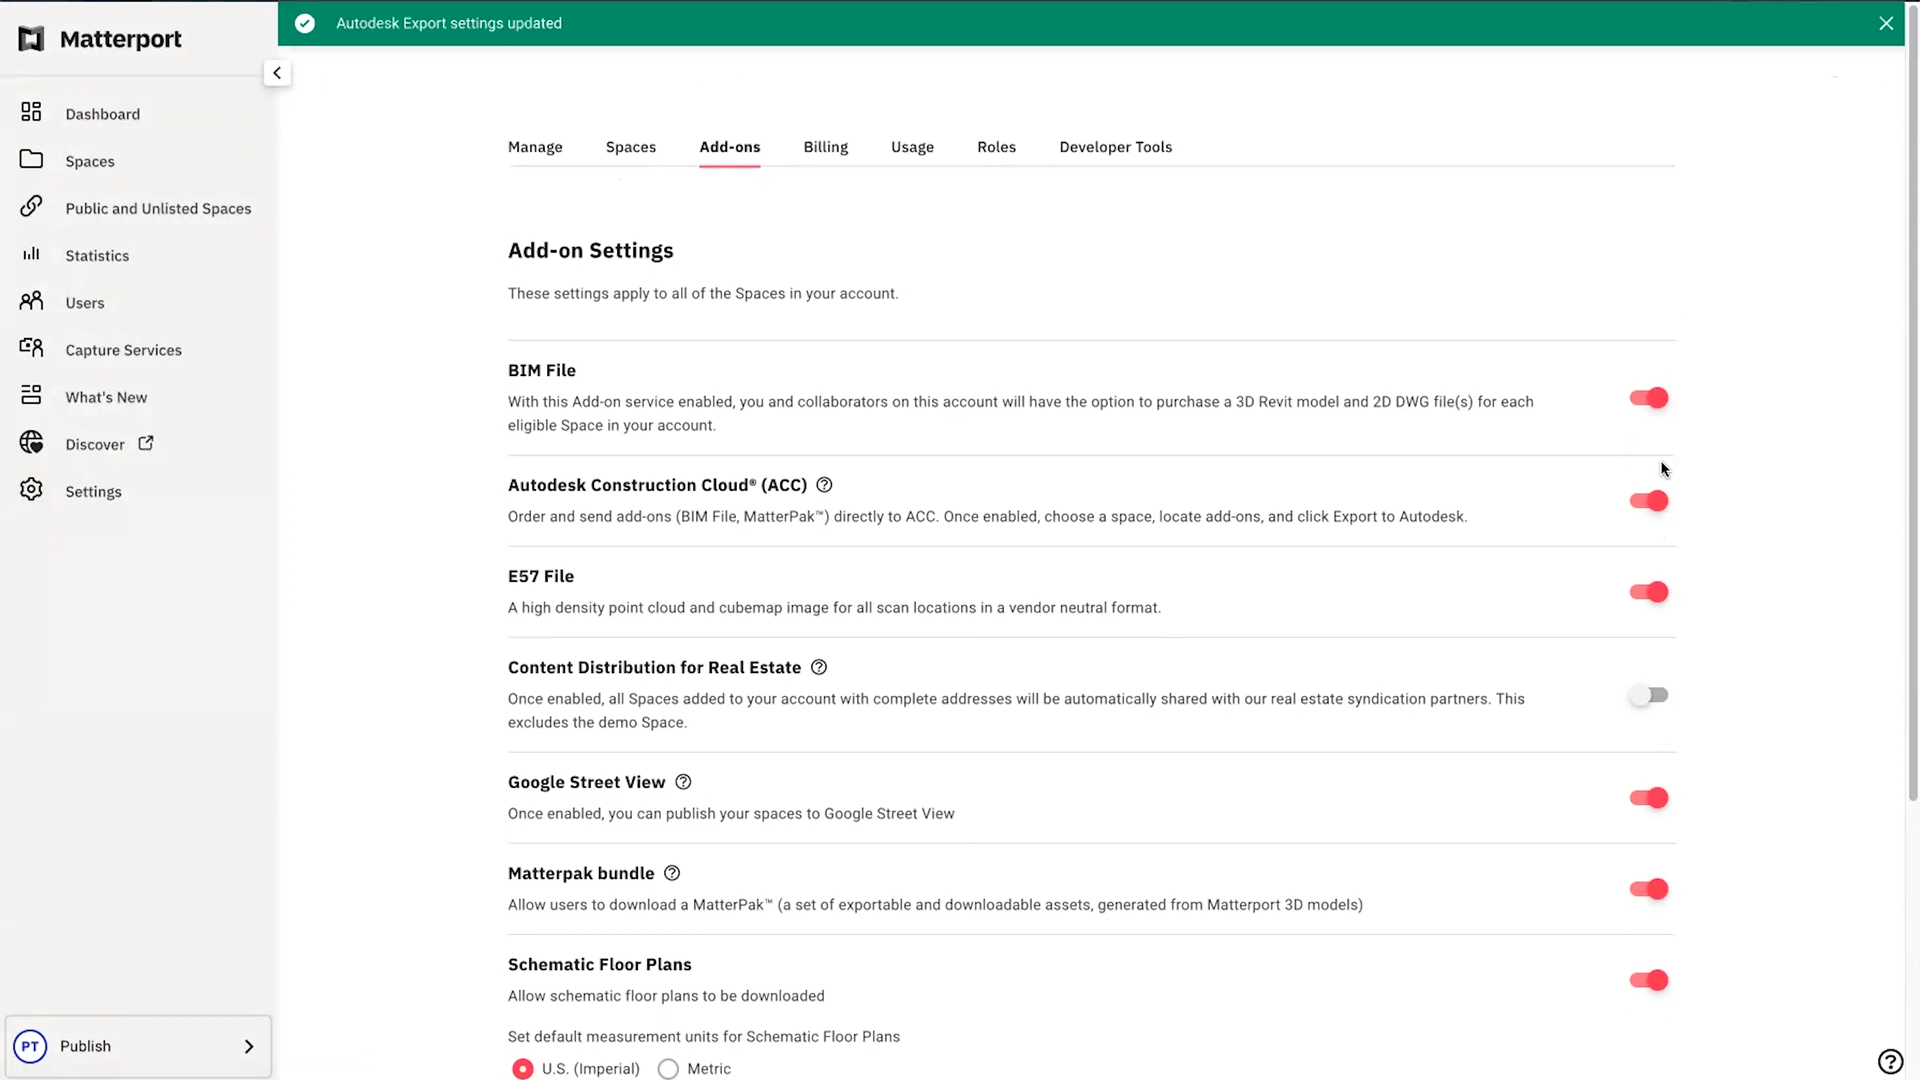 Autodesk Export settings updated
Matterport
Dashboard
Spaces
Public and Unlisted Spaces
Statistics
Users
Capture Services
What's New
Discover
Settings
PT Publish
Manage Spaces Add-ons Billing Usage Roles Developer Tools
Add-on Settings
These settings apply to all of the Spaces in your account.
BIM File
With this Add-on service enabled, you and collaborators on this account will have the option to purchase a 3D Revit model and 2D DWG file(s) for each
eligible Space in your account.
Autodesk Construction Cloud® (ACC)
Order and send add-ons (BIM File, MatterPak™) directly to ACC. Once enabled, choose a space, locate add-ons, and click Export to Autodesk.
E57 File
A high density point cloud and cubemap image for all scan locations in a vendor neutral format.
Content Distribution for Real Estate
Once enabled, all Spaces added to your account with complete addresses will be automatically shared with our real estate syndication partners. This
excludes the demo Space.
Google Street View
Once enabled, you can publish your spaces to Google Street View
Matterpak bundle
Allow users to download a MatterPak™ (a set of exportable and downloadable assets, generated from Matterport 3D models)
Schematic Floor Plans
Allow schematic floor plans to be downloaded
Set default measurement units for Schematic Floor Plans
U.S. (Imperial) Metric